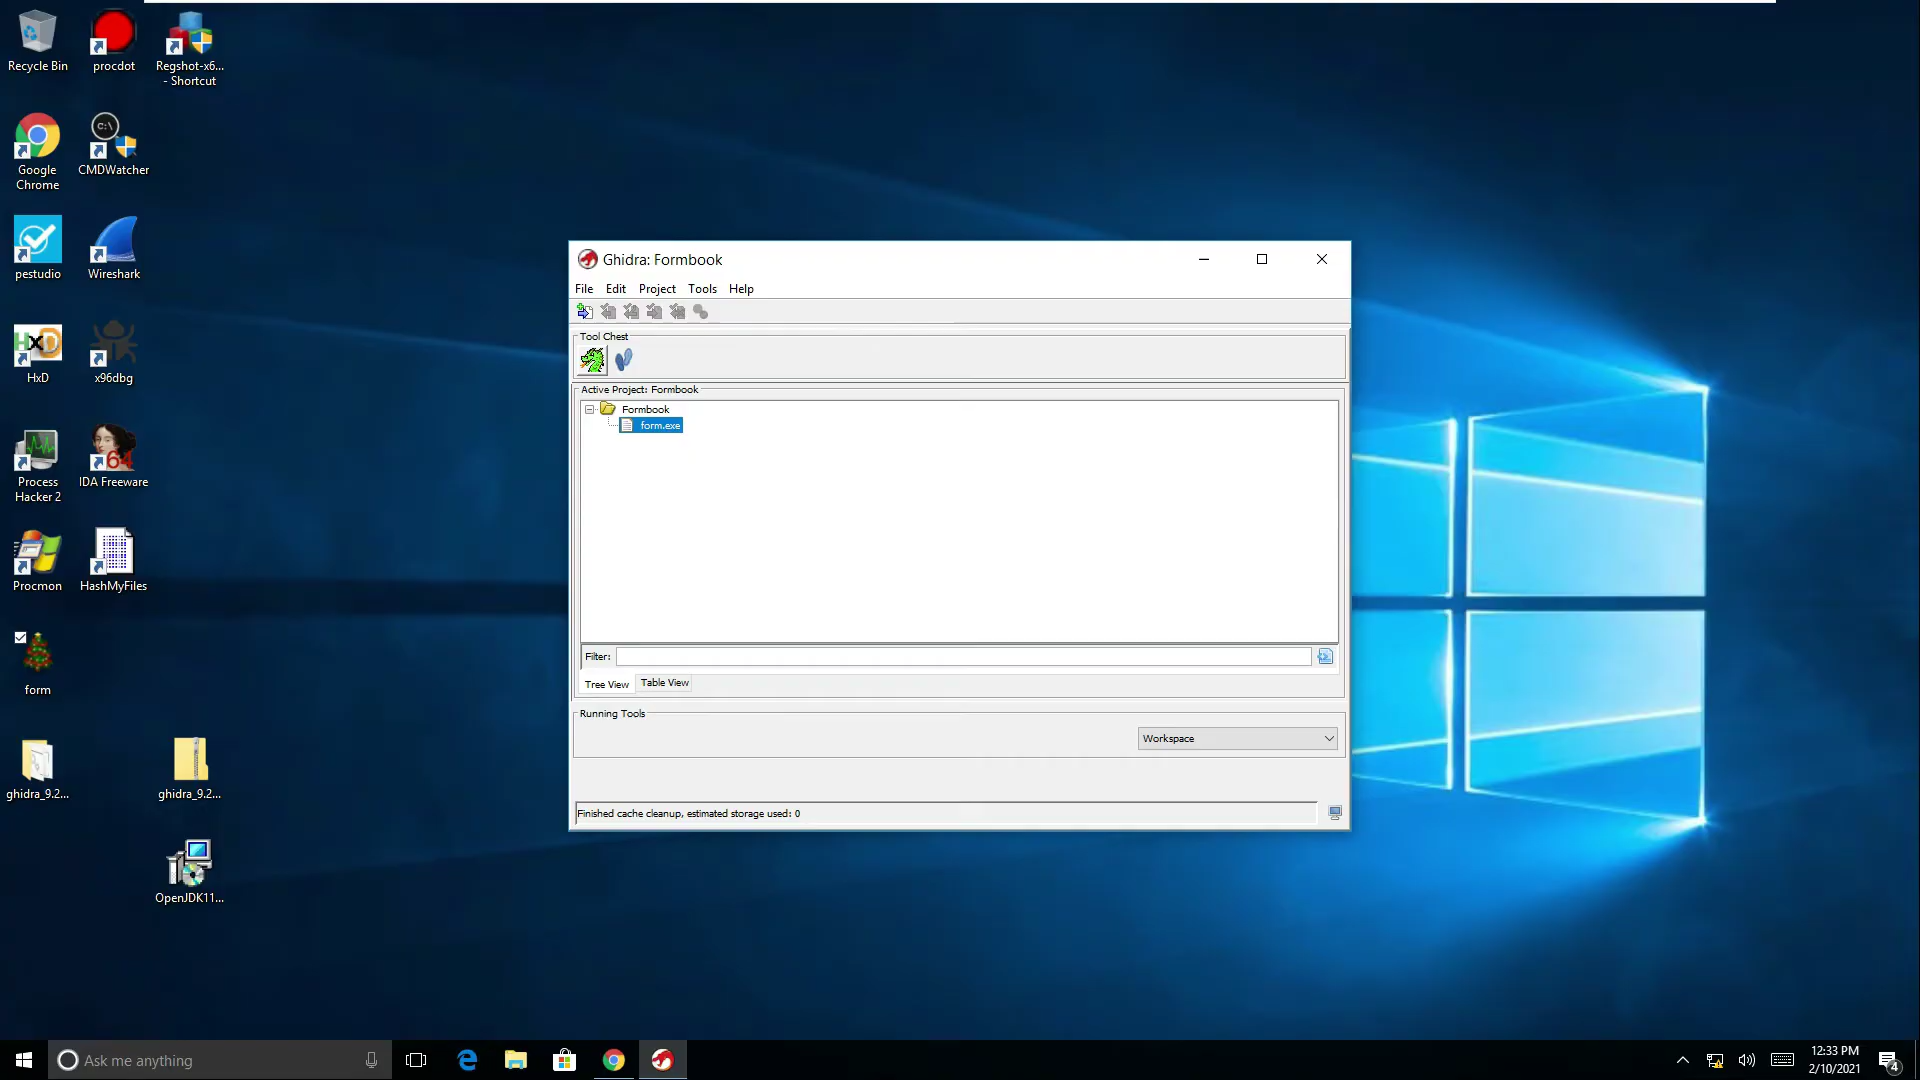 Recycle Bin
procdot
Regshot-x6...
- Shortcut
Google
Chrome
C:\
CMDWatcher
pestudio
Wireshark
HxD
HxD
x96dbg
Process
Hacker 2
64
IDA Freeware
Procmon
HashMyFiles
form
ghidra_9.2...
ghidra_9.2...
OpenJDK11...
Ghidra: Formbook
File Edit Project Tools Help
Tool Chest
Active Project: Formbook
Formbook
form.exe
Filter:
Tree View Table View
Running Tools
Workspace
Finished cache cleanup, estimated storage used: 0
Ask me anything
12:33 PM
2/10/2021
4